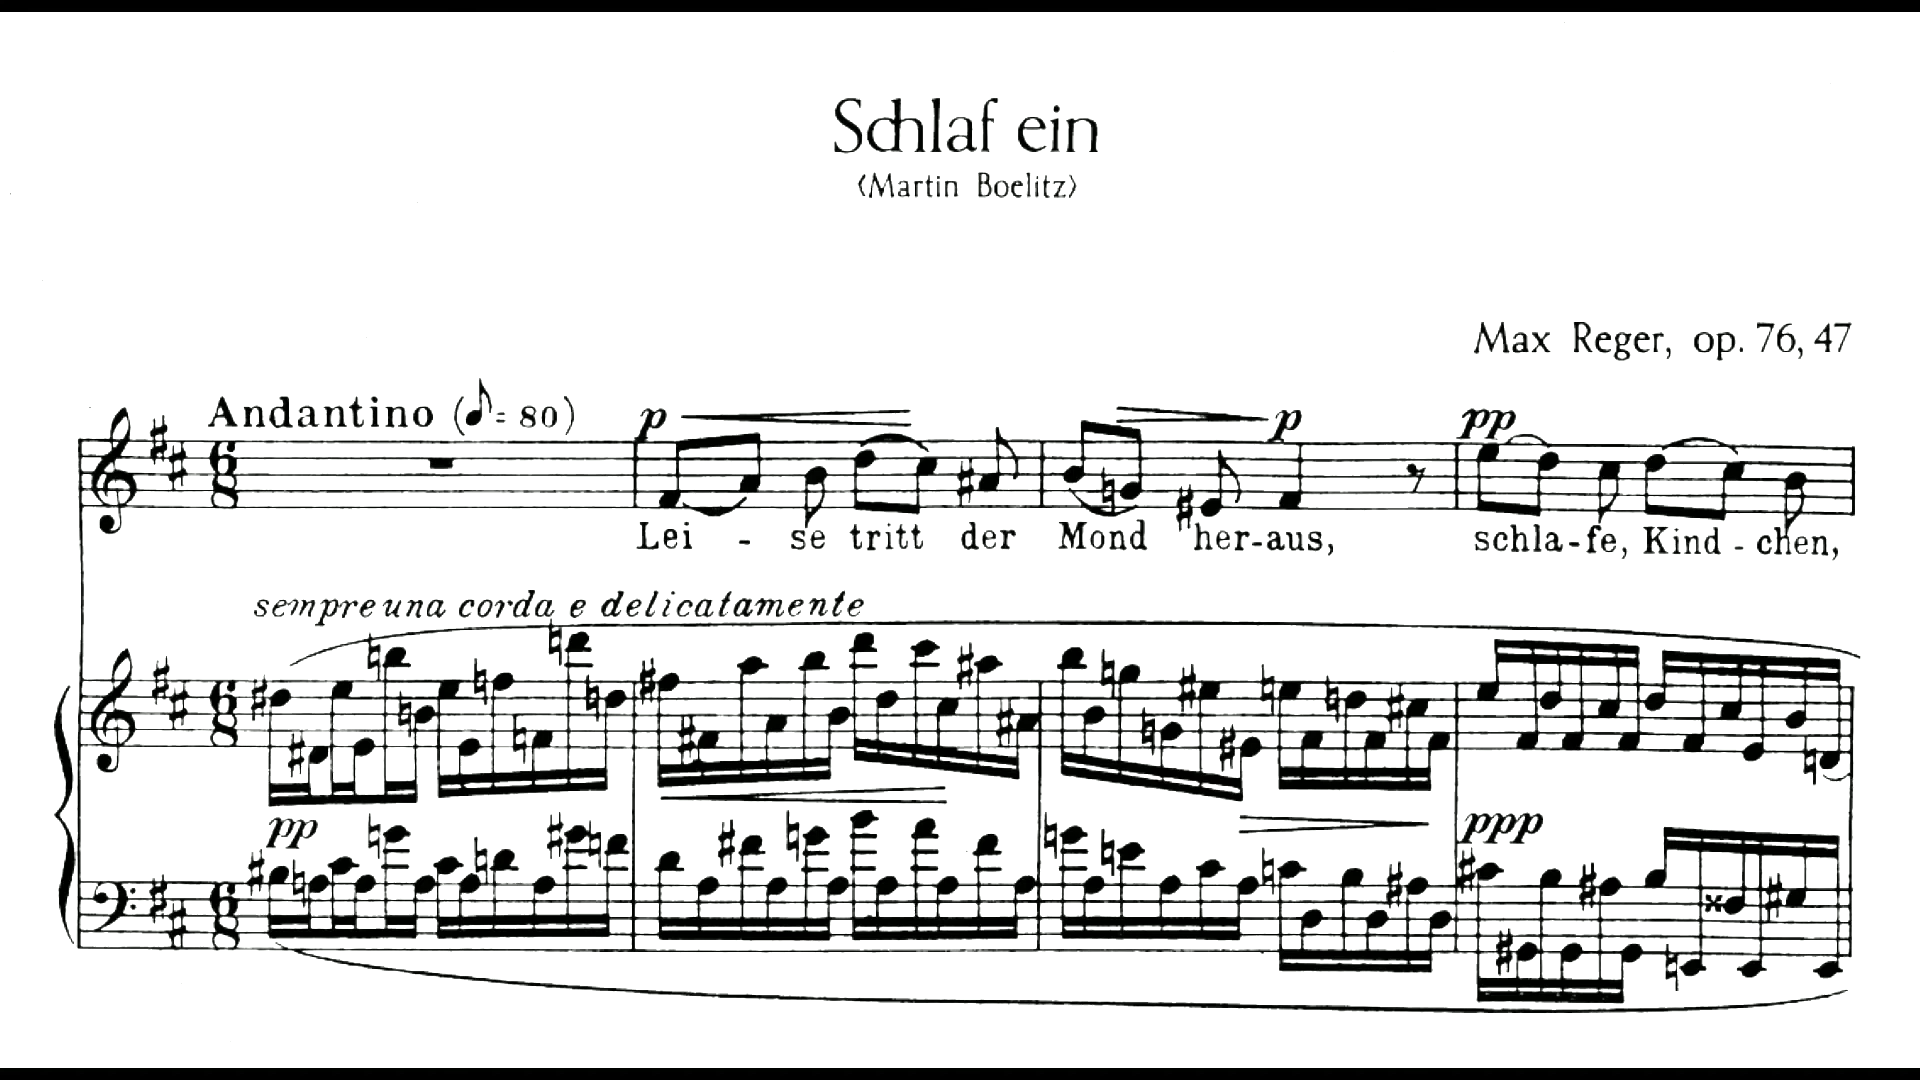 Schlaf ein
‹Martin Boelitz›
Max Reger, op. 76, 47
Andantino (♪= 80)
p p pp
Lei - se tritt der Mond her-aus, schla-fe, Kind - chen,
sempre una corda e delicatamente
pp ppp